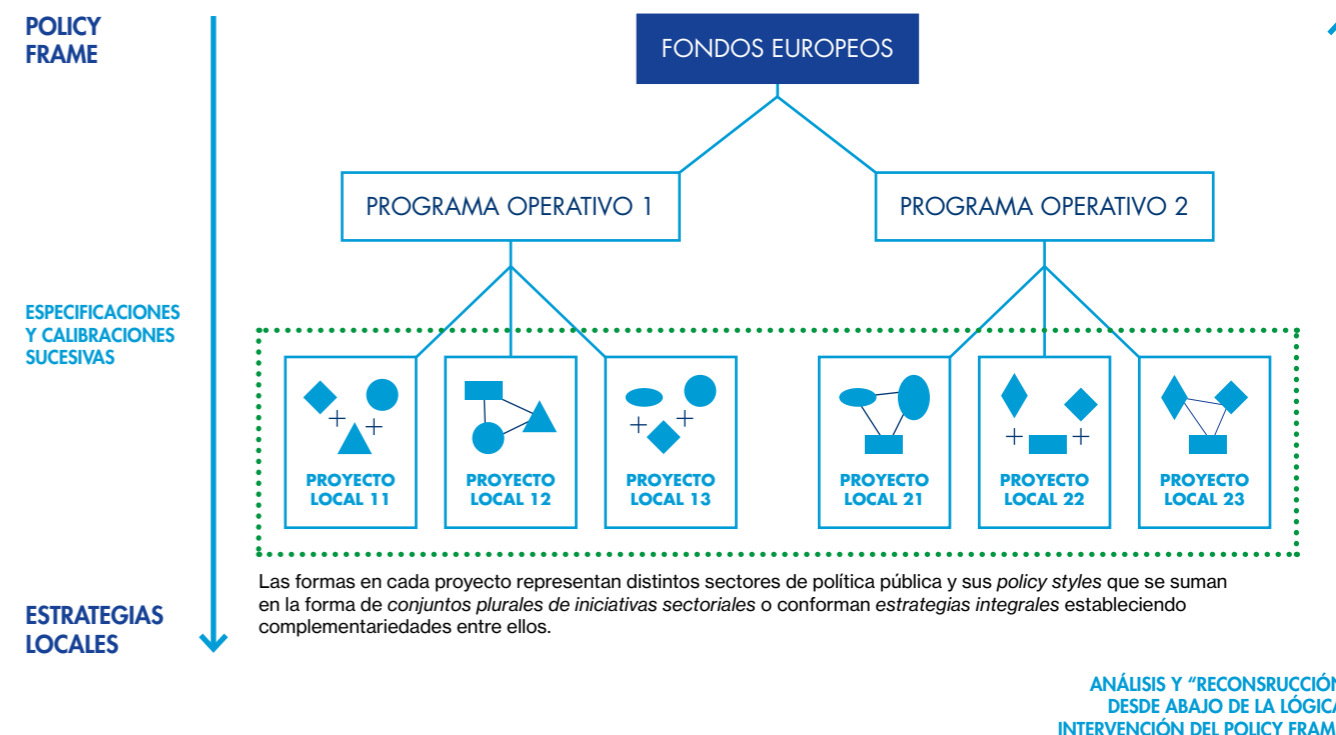 POLICY
FRAME
FONDOS EUROPEOS
PROGRAMA OPERATIVO 1
PROGRAMA OPERATIVO 2
ESPECIFICACIONES
Y CALIBRACIONES
SUCESIVAS
+ +
PROYECTO
LOCAL 11
PROYECTO
LOCAL 12
+ +
PROYECTO
LOCAL 13
PROYECTO
LOCAL 21
+ +
PROYECTO
LOCAL 22
PROYECTO
LOCAL 23
Las formas en cada proyecto representan distintos sectores de política pública y sus policy styles que se suman
en la forma de conjuntos plurales de iniciativas sectoriales o conforman estrategias integrales estableciendo
complementariedades entre ellos.
ESTRATEGIAS
LOCALES
ANÁLISIS Y “RECONSRUCCIÓN
DESDE ABAJO DE LA LÓGICA
INTERVENCIÓN DEL POLICY FRAM